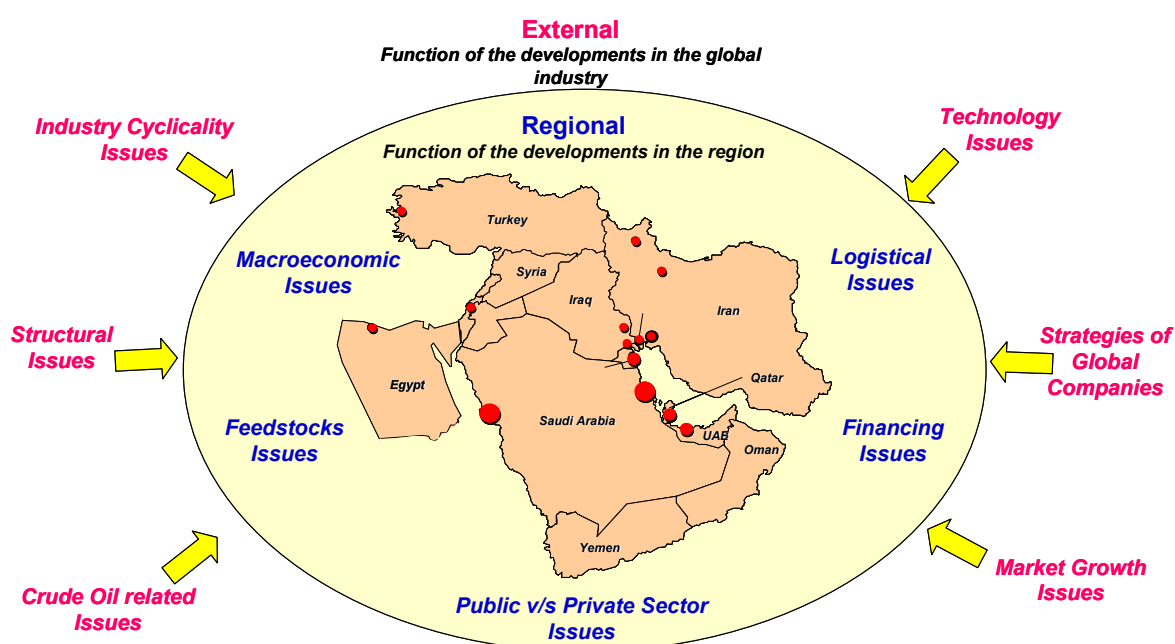 External
Function of the developments in the global
industry
Regional
Function of the developments in the region
Industry Cyclicality
Issues
Technology
Issues
Turkey
Macroeconomic
Issues
Syria
Iraq
Iran
Logistical
Issues
Structural
Issues
Egypt
Qatar
Strategies of
Global
Companies
Feedstocks
Issues
Saudi Arabia
UAE
Oman
Financing
Issues
Yemen
Crude Oil related
Issues
Public v/s Private Sector
Issues
Market Growth
Issues